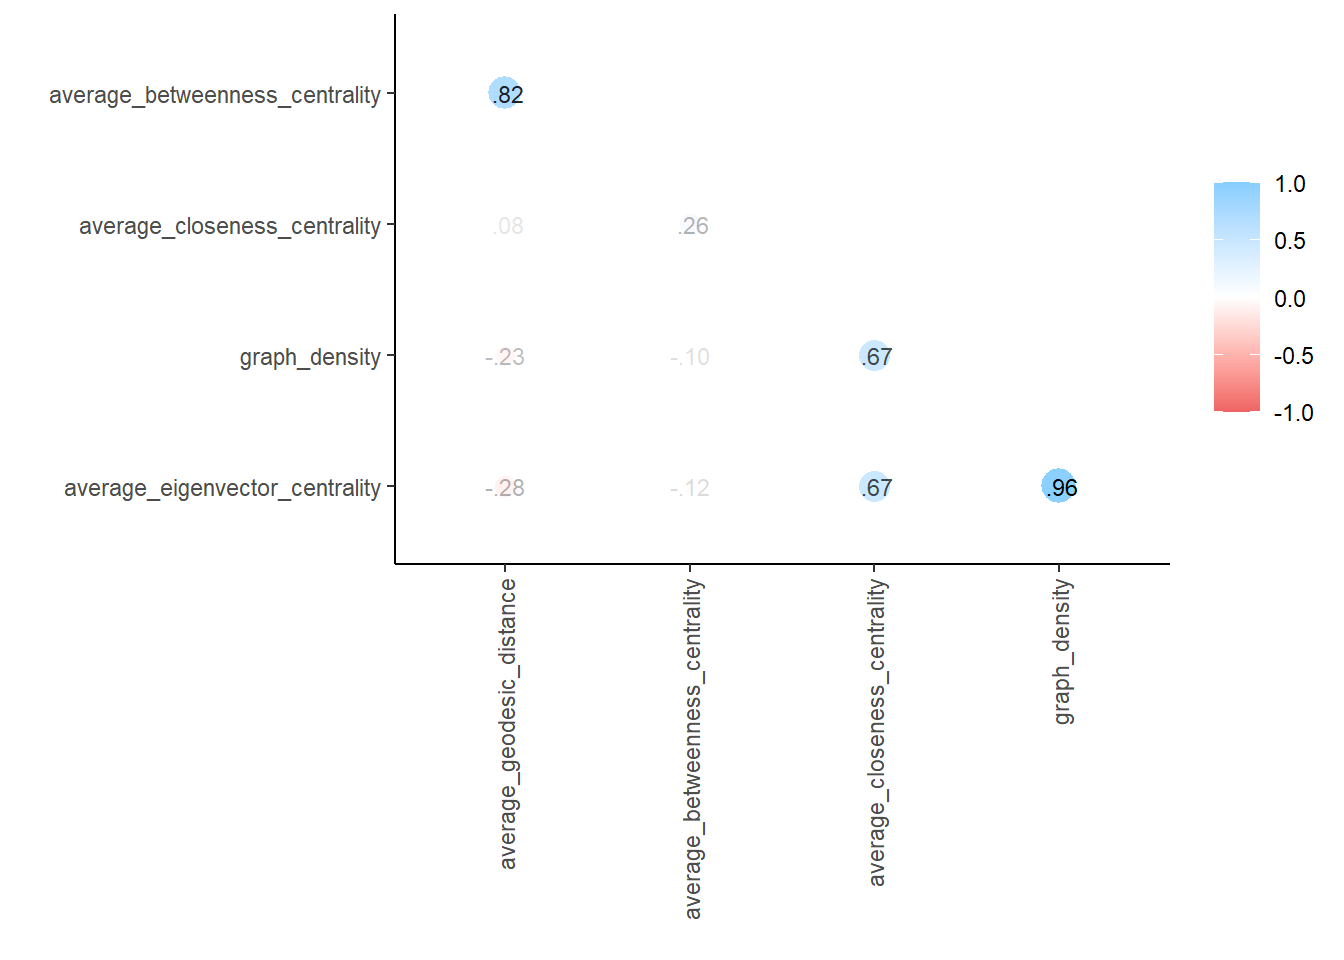 average_betweenness_centrality .82
average_closeness_centrality .08 .26
graph_density -.23 -.10 .67
average_eigenvector_centrality -.28 -.12 .67 .96
average_geodesic_distance
average_betweenness_centrality
average_closeness_centrality
graph_density
1.0
0.5
0.0
-0.5
-1.0